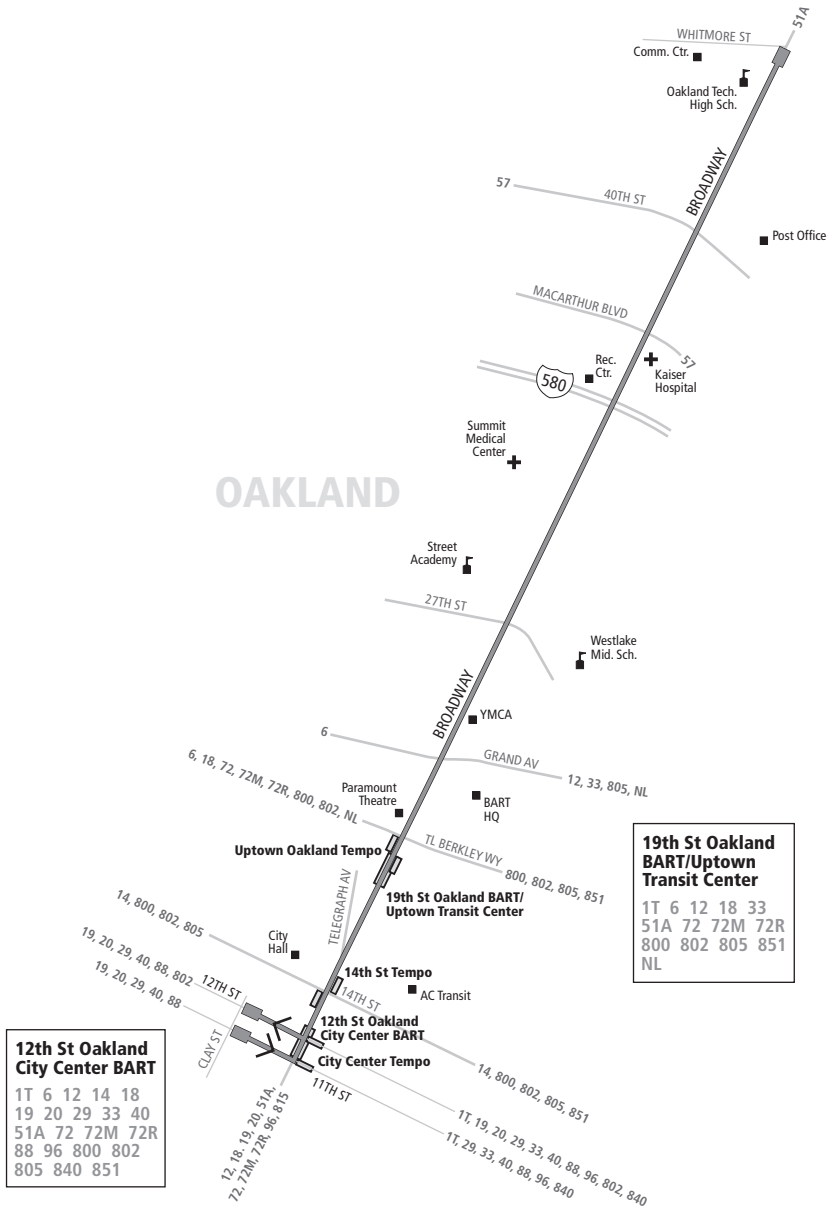 51A
WHITMORE ST
Comm. Ctr.
Oakland Tech.
High Sch.
BROADWAY
57
40TH ST
Post Office
MACARTHUR BLVD
57
Rec.
Ctr.
Kaiser
Hospital
580
Summit
Medical
Center
OAKLAND
Street
Academy
27TH ST
Westlake
Mid. Sch.
BROADWAY
YMCA
6
GRAND AV
12, 33, 805, NL
6, 18, 72, 72M, 72R, 800, 802, NL
Paramount
Theatre
BART
HQ
Uptown Oakland Tempo
TL BERKLEY WY
800, 802, 805, 851
19th St Oakland BART/
Uptown Transit Center
TELEGRAPH AV
19th St Oakland
BART/Uptown
Transit Center
1T 6 12 18 33
51A 72 72M 72R
800 802 805 851
NL
14, 800, 802, 805
City
Hall
19, 20, 29, 40, 88, 802
19, 20, 29, 40, 88
12TH ST
14th St Tempo
14TH ST
AC Transit
12th St Oakland
City Center BART
CLAY ST
City Center Tempo
11TH ST
14, 800, 802, 805, 851
1T, 19, 20, 29, 33, 40, 88, 96, 802, 840
1T, 29, 33, 40, 88, 96, 840
12, 18. 19, 20, 51A,
72, 72M, 72R, 96, 815
12th St Oakland
City Center BART
1T 6 12 14 18
19 20 29 33 40
51A 72 72M 72R
88 96 800 802
805 840 851